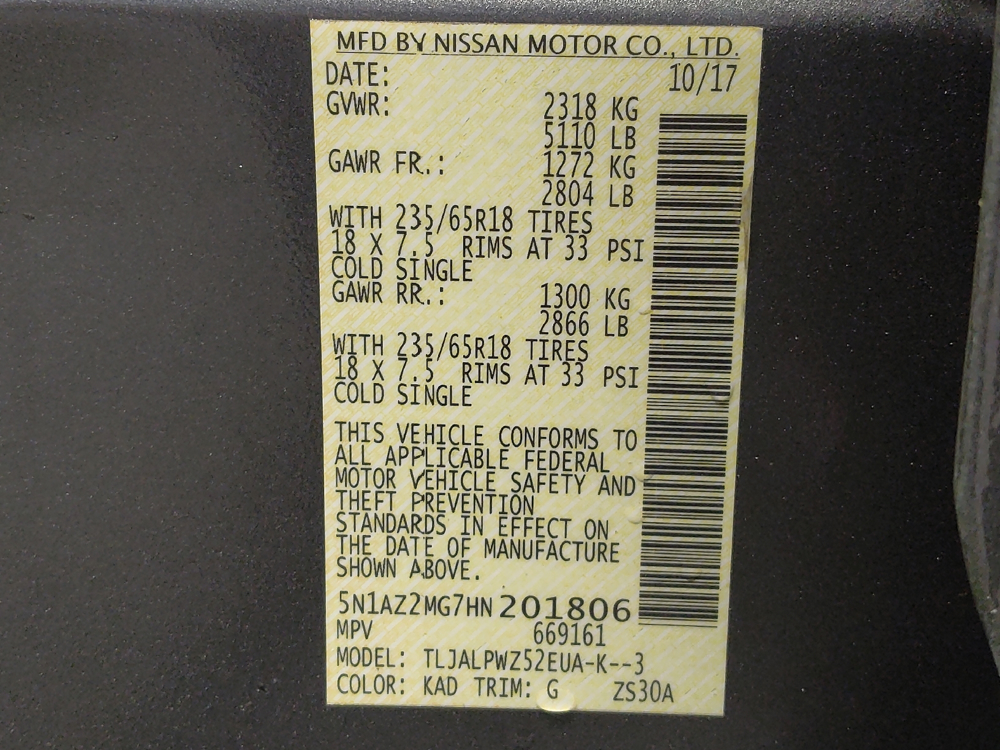 MFD BY NISSAN MOTOR CO., LTD.
DATE: 10/17
GVWR: 2318 KG
5110 LB
GAWR FR.: 1272 KG
2804 LB
WITH 235/65R18 TIRES
18 X 7.5 RIMS AT 33 PSI
COLD SINGLE
GAWR RR.: 1300 KG
2866 LB
WITH 235/65R18 TIRES
18 X 7.5 RIMS AT 33 PSI
COLD SINGLE
THIS VEHICLE CONFORMS TO
ALL APPLICABLE FEDERAL
MOTOR VEHICLE SAFETY AND
THEFT PREVENTION
STANDARDS IN EFFECT ON
THE DATE OF MANUFACTURE
SHOWN ABOVE.
5N1AZ2MG7HN201806
MPV 669161
MODEL: TLJALPWZ52EUA-K--3
COLOR: KAD TRIM: G ZS30A